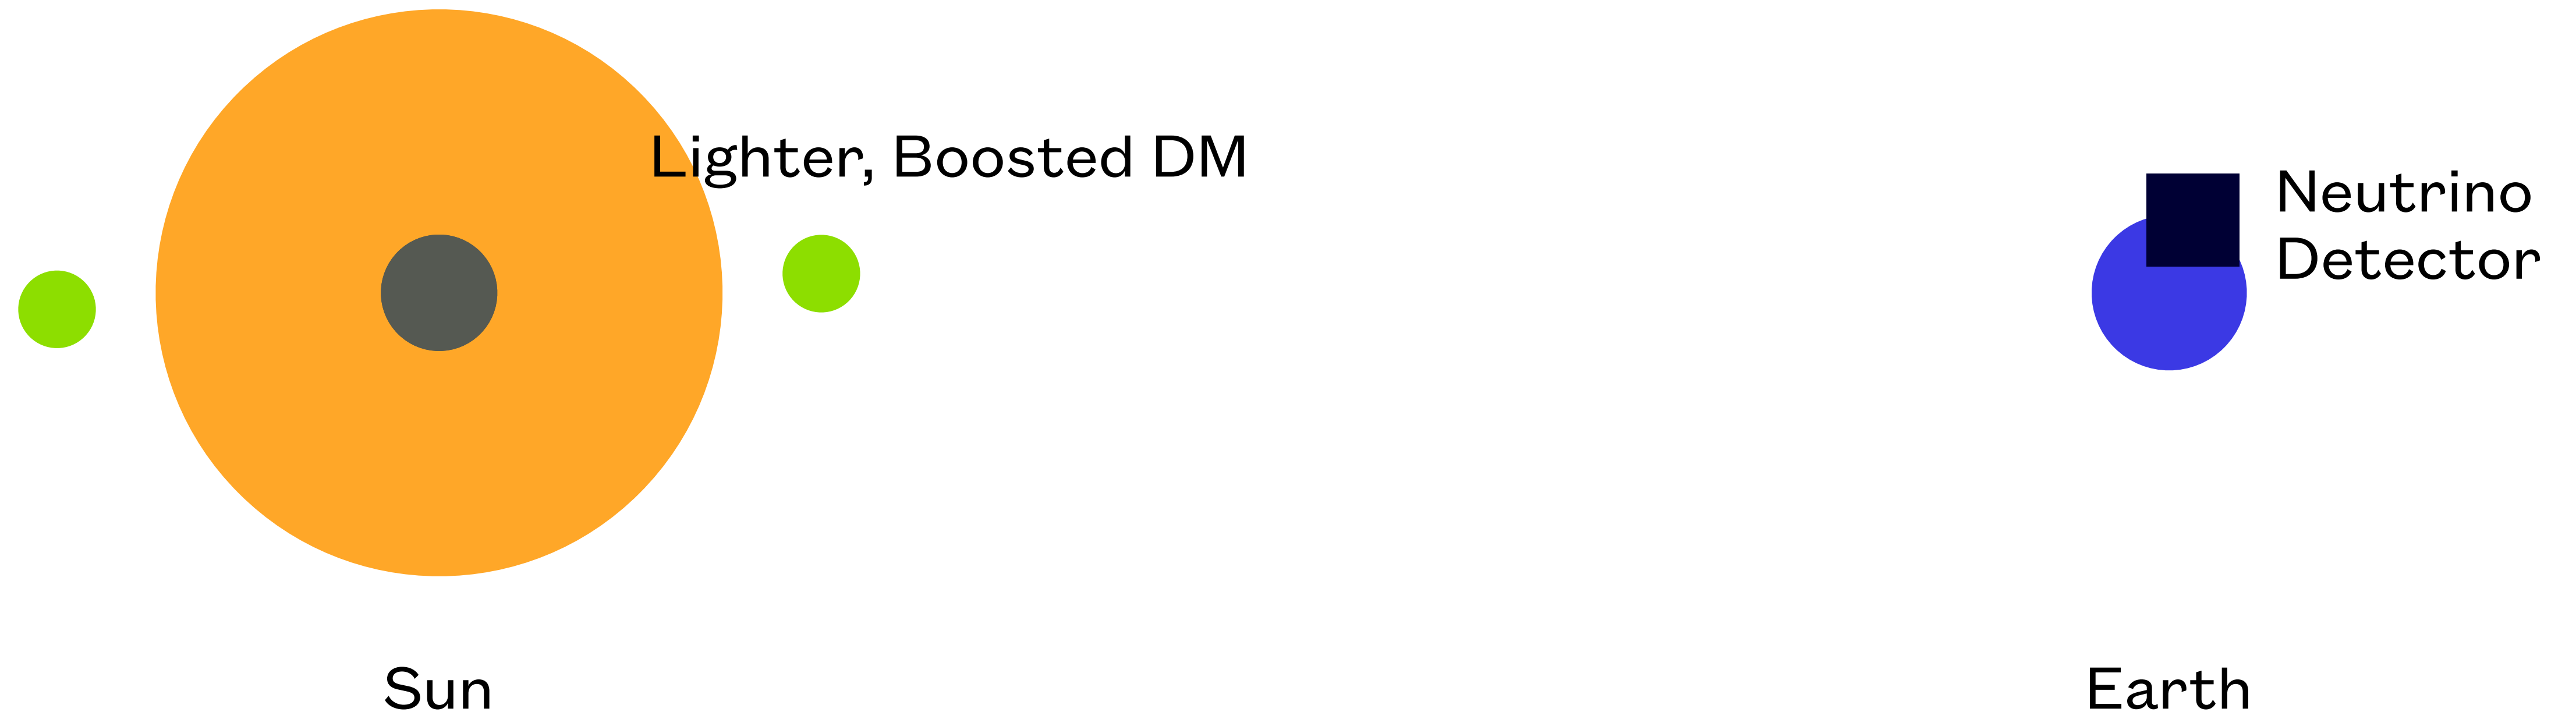 Lighter, Boosted DM
Neutrino
Detector
Sun
Earth